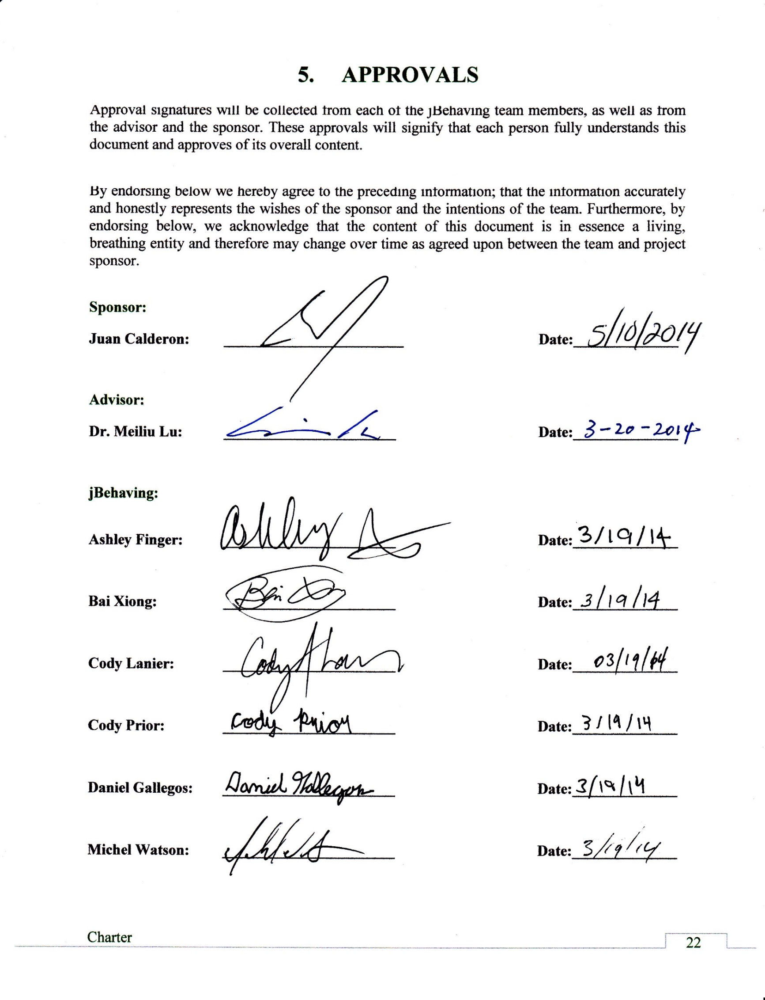 5. APPROVALS
Approval signatures will be collected from each of the jBehaving team members, as well as from
the advisor and the sponsor. These approvals will signify that each person fully understands this
document and approves of its overall content.
By endorsing below we hereby agree to the preceding information; that the information accurately
and honestly represents the wishes of the sponsor and the intentions of the team. Furthermore, by
endorsing below, we acknowledge that the content of this document is in essence a living,
breathing entity and therefore may change over time as agreed upon between the team and project
sponsor.
Sponsor:
Juan Calderon: Date: 5/10/2014
Advisor:
Dr. Meiliu Lu: Date: 3-20-2014
jBehaving:
Ashley Finger: Ashley Date: 3/19/14
Bai Xiong: Bai Date: 3/19/14
Cody Lanier: Cody Date: 03/19/14
Cody Prior: Cody Prior Date: 3/19/14
Daniel Gallegos: Daniel Gallegos Date: 3/19/14
Michel Watson: Date: 3/19/14
Charter
22